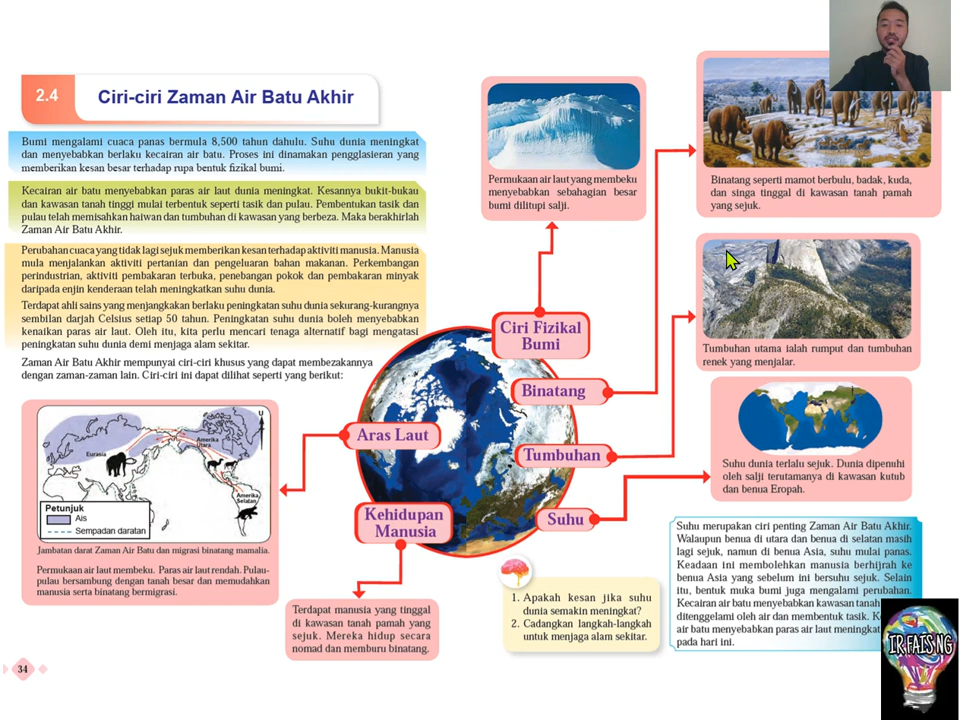 2.4
Ciri-ciri Zaman Air Batu Akhir
Bumi mengalami cuaca panas bermula 8,500 tahun dahulu. Suhu dunia meningkat
dan menyebabkan berlaku kecairan air batu. Proses ini dinamakan pengglasieran yang
memberikan kesan besar terhadap rupa bentuk fizikal bumi.
Kecairan air batu menyebabkan paras air laut dunia meningkat. Kesannya bukit-bukau
dan kawasan tanah tinggi mulai terbentuk seperti tasik dan pulau. Pembentukan tasik dan
pulau telah memisahkan haiwan dan tumbuhan di kawasan yang berbeza. Maka berakhirlah
Zaman Air Batu Akhir.
Perubahan cuaca yang tidak lagi sejuk memberikan kesan terhadap aktiviti manusia. Manusia
mula menjalankan aktiviti pertanian dan pengeluaran bahan makanan. Perkembangan
perindustrian, aktiviti pembakaran terbuka, penebangan pokok dan pembakaran minyak
daripada enjin kenderaan telah meningkatkan suhu dunia.
Terdapat ahli sains yang menjangkakan berlaku peningkatan suhu dunia sekurang-kurangnya
sembilan darjah Celsius setiap 50 tahun. Peningkatan suhu dunia boleh menyebabkan
kenaikan paras air laut. Oleh itu, kita perlu mencari tenaga alternatif bagi mengatasi
peningkatan suhu dunia demi menjaga alam sekitar.
Zaman Air Batu Akhir mempunyai ciri-ciri khusus yang dapat membezakannya
dengan zaman-zaman lain. Ciri-ciri ini dapat dilihat seperti yang berikut:
Permukaan air laut yang membeku
menyebabkan sebahagian besar
bumi dilitupi salji.
Binatang seperti mamot berbulu, badak, kuda,
dan singa tinggal di kawasan tanah pamah
yang sejuk.
Tumbuhan utama ialah rumput dan tumbuhan
renek yang menjalar.
Suhu dunia terlalu sejuk. Dunia dipenuhi
oleh salji terutamanya di kawasan kutub
dan benua Eropah.
Ciri Fizikal
Bumi
Binatang
Aras Laut
Tumbuhan
Kehidupan
Manusia
Suhu
U
Eurasia
Amerika
Utara
Amerika
Selatan
Petunjuk
Ais
Sempadan daratan
Jambatan darat Zaman Air Batu dan migrasi binatang mamalia.
Permukaan air laut membeku. Paras air laut rendah. Pulau-
pulau bersambung dengan tanah besar dan memudahkan
manusia serta binatang bermigrasi.
Terdapat manusia yang tinggal
di kawasan tanah pamah yang
sejuk. Mereka hidup secara
nomad dan memburu binatang.
1. Apakah kesan jika suhu
dunia semakin meningkat?
2. Cadangkan langkah-langkah
untuk menjaga alam sekitar.
Suhu merupakan ciri penting Zaman Air Batu Akhir.
Walaupun benua di utara dan benua di selatan masih
lagi sejuk, namun di benua Asia, suhu mulai panas.
Keadaan ini membolehkan manusia berhijrah ke
benua Asia yang sebelum ini bersuhu sejuk. Selain
itu, bentuk muka bumi juga mengalami perubahan.
Kecairan air batu menyebabkan kawasan tanah
ditenggelami oleh air dan membentuk tasik.
air batu menyebabkan paras air laut meningkat
pada hari ini.
IR FAIS NG
34